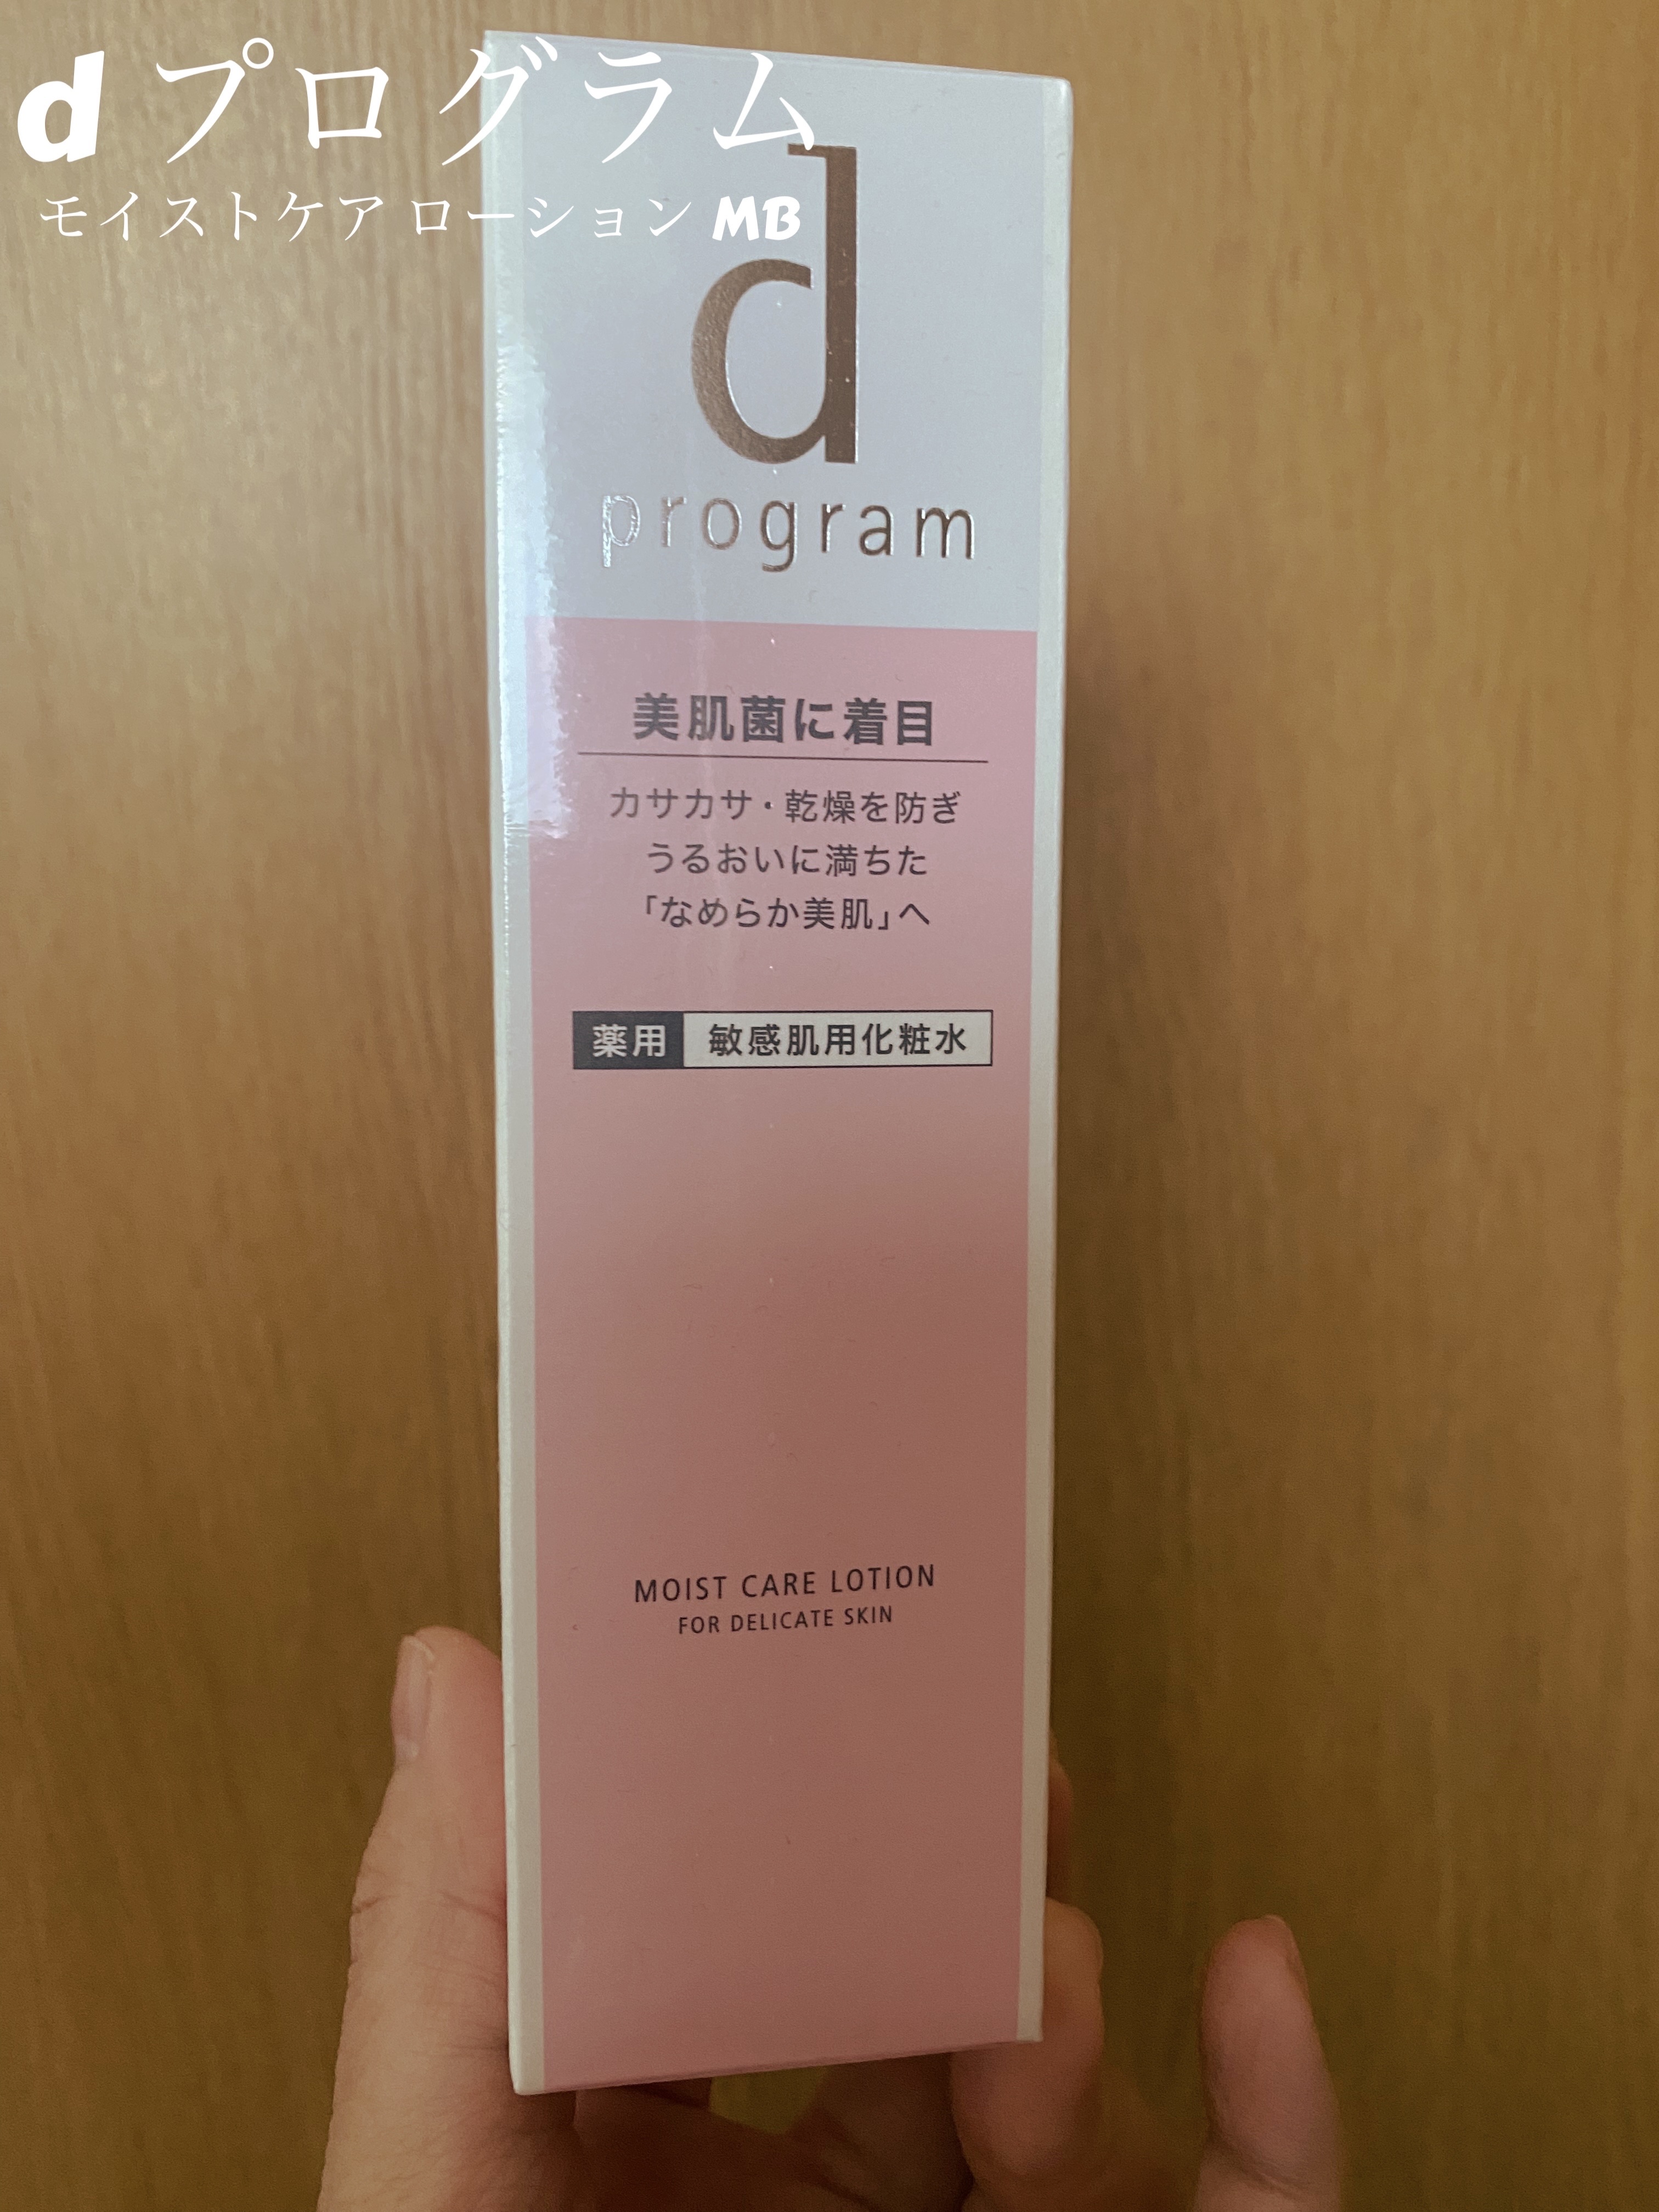 d プログラム
モイストケア ローション MB
d
program
美肌菌に着目
カサカサ・乾燥を防ぎ
うるおいに満ちた
「なめらか美肌」へ
薬用 敏感肌用化粧水
MOIST CARE LOTION
FOR DELICATE SKIN